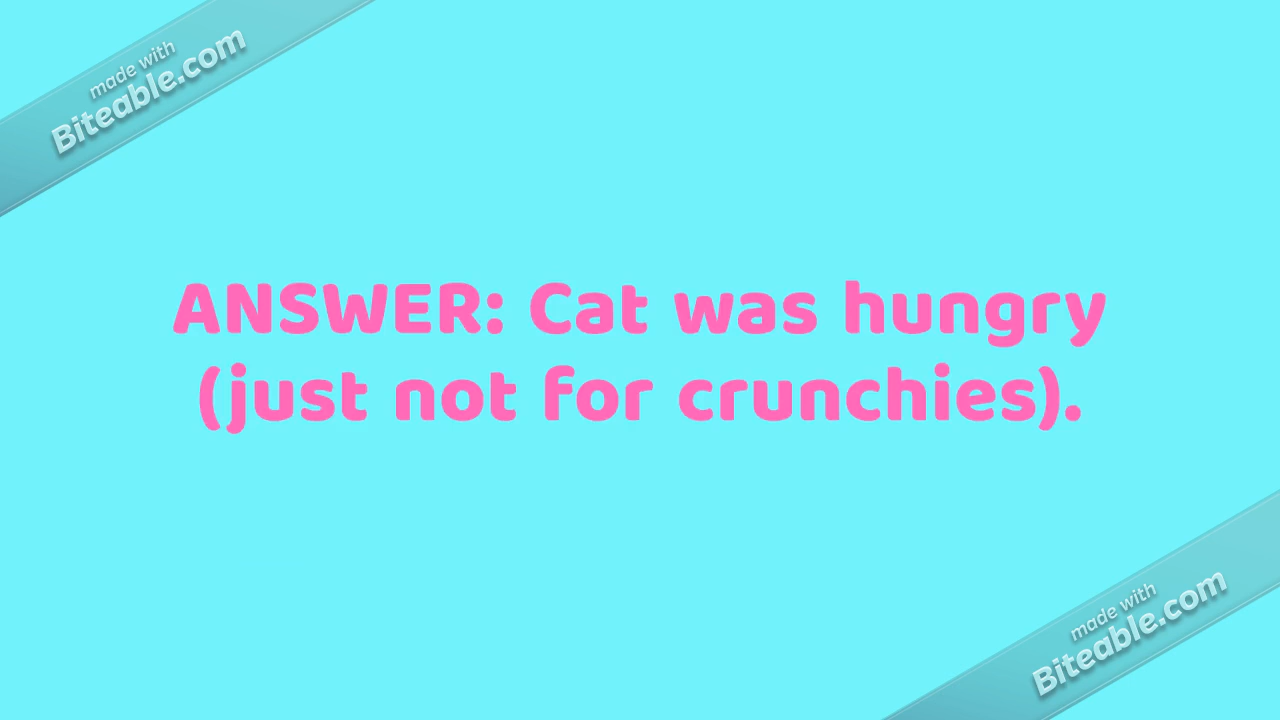 made with
Biteable.com
ANSWER: Cat was hungry
(just not for crunchies).
made with
Biteable.com